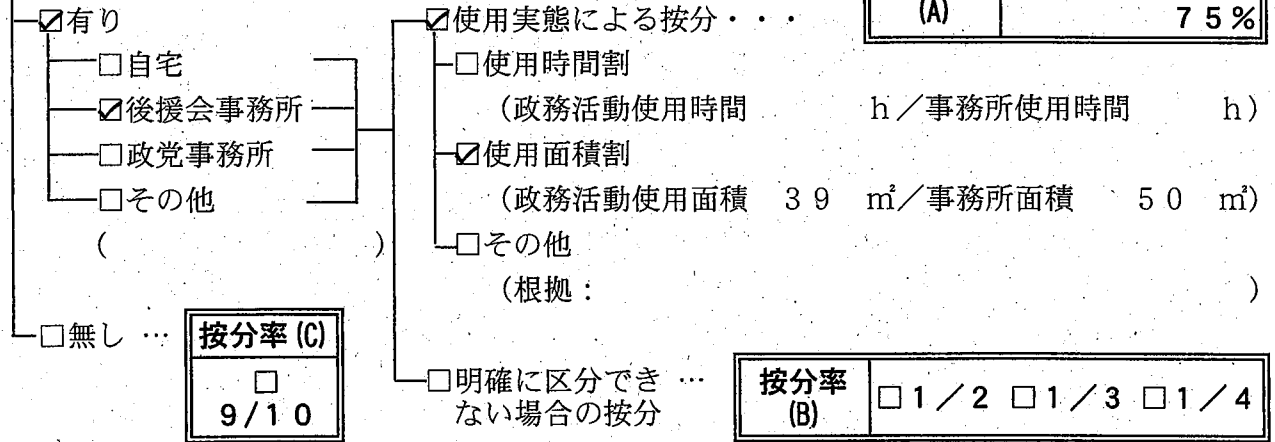 ☑有り
☑使用実態による按分・・・
(A) 75%
□自宅
□使用時間割
☑後援会事務所
(政務活動使用時間 h/事務所使用時間 h)
□政党事務所
☑使用面積割
□その他
(政務活動使用面積 39 ㎡/事務所面積 50 ㎡)
( )
□その他
(根拠: )
□無し … 按分率(C)
□
9/10
□明確に区分でき …
ない場合の按分
按分率
(B)
□1/2 □1/3 □1/4